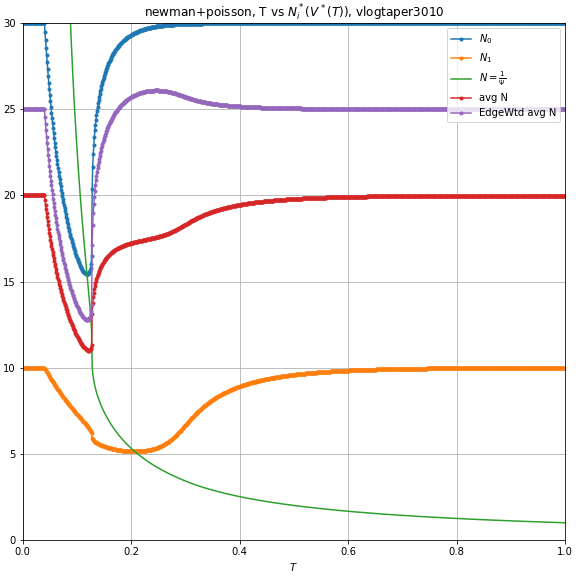 newman+poisson, T vs $N_i^*(V^*(T))$, vlogtaper3010
30
25
20
15
10
5
0
$N_0$
$N_1$
$N = \frac{1}{\Psi}$
avg N
EdgeWtd avg N
0.0 0.2 0.4 0.6 0.8 1.0
T